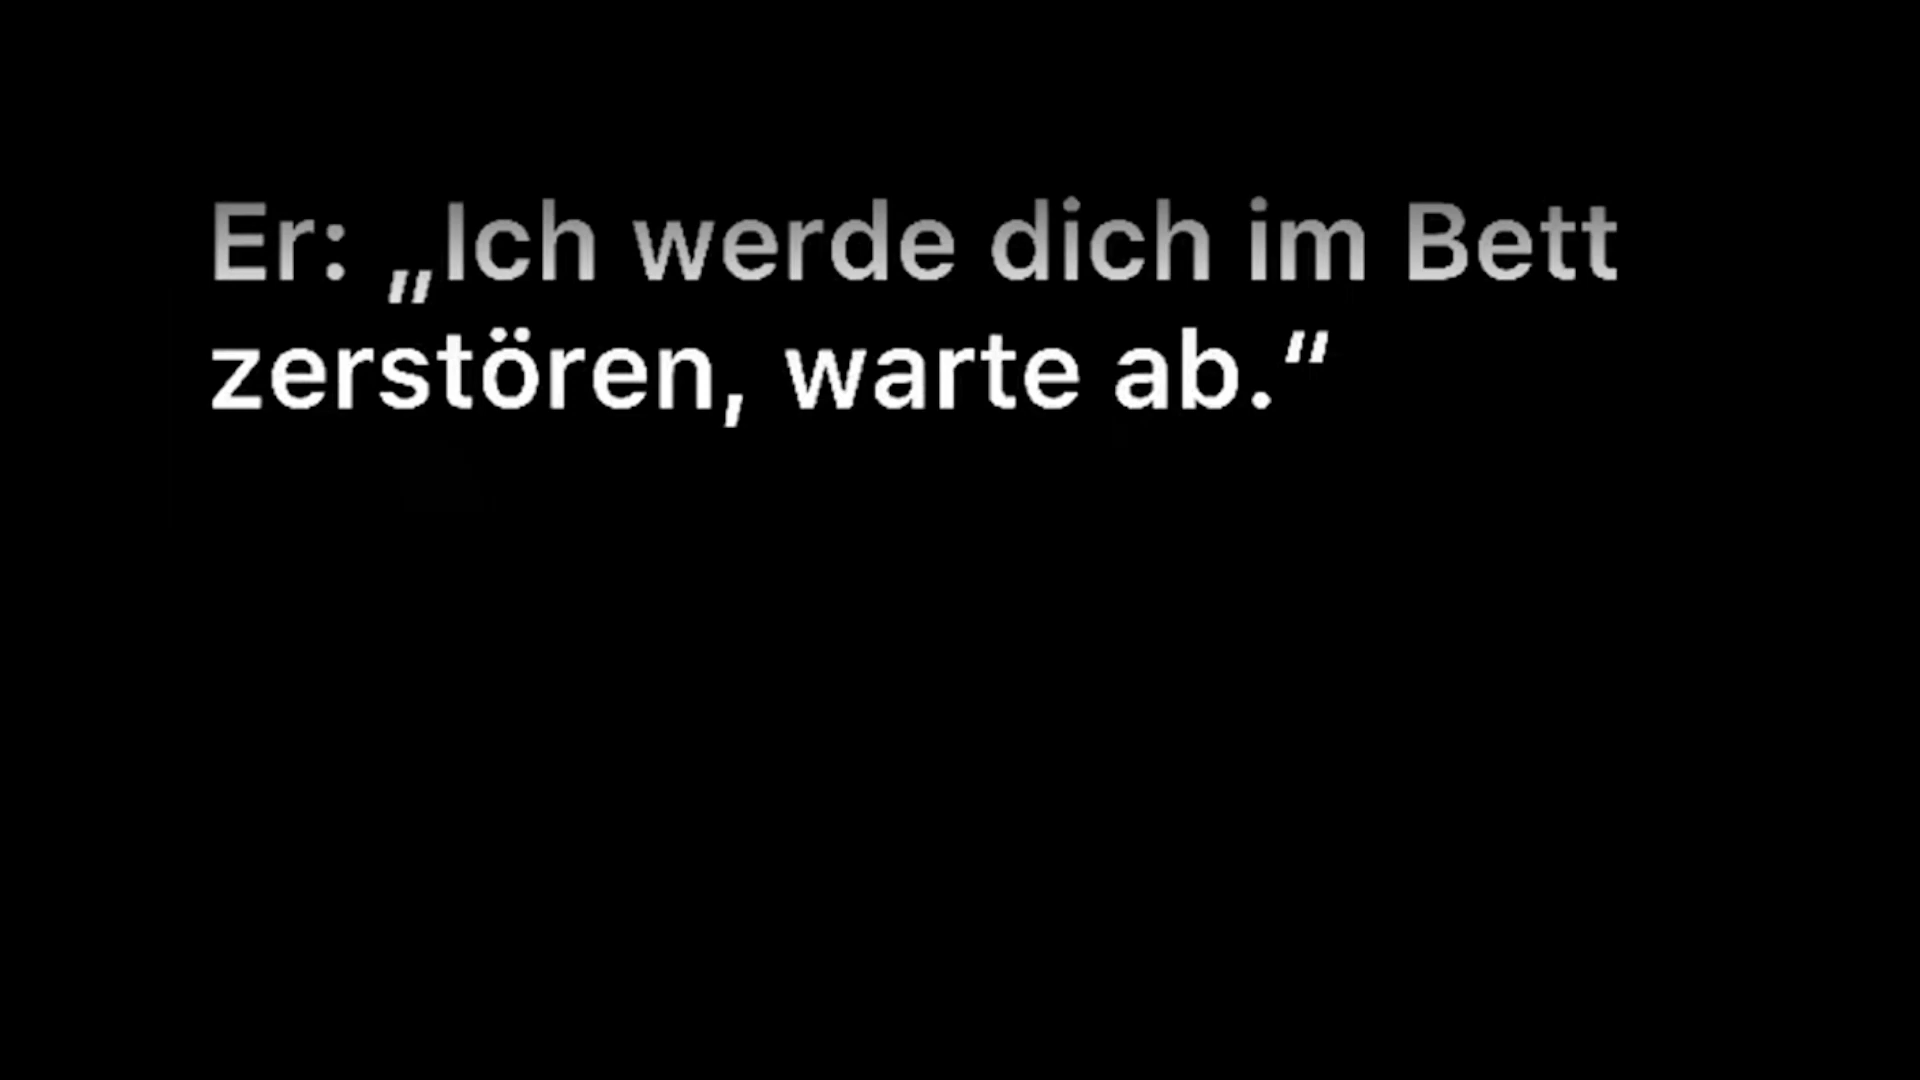 Er: „Ich werde dich im Bett
zerstören, warte ab.“